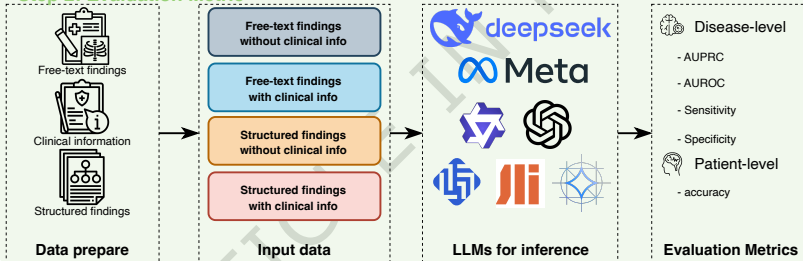 Free-text findings
Clinical information
Structured findings
Data prepare
Free-text findings
without clinical info
Free-text findings
with clinical info
Structured findings
without clinical info
Structured findings
with clinical info
Input data
deepseek
Meta
LLMs for inference
Disease-level
- AUPRC
- AUROC
- Sensitivity
- Specificity
Patient-level
- accuracy
Evaluation Metrics